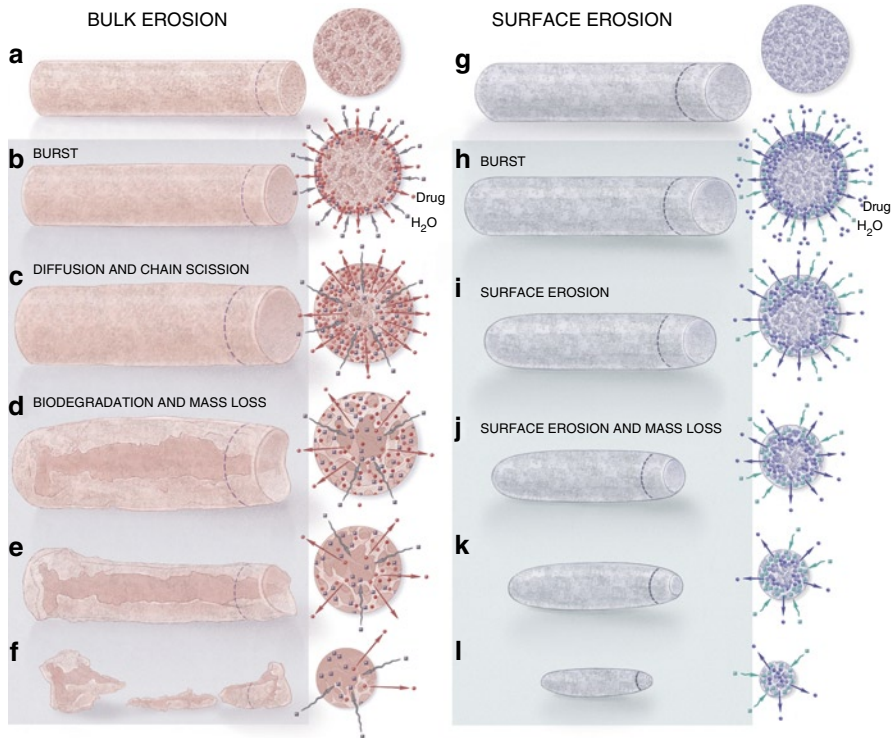 BULK EROSION
a
b
BURST
Drug
H₂O
c
DIFFUSION AND CHAIN SCISSION
d
BIODEGRADATION AND MASS LOSS
e
f
SURFACE EROSION
g
h
BURST
Drug
H₂O
i
SURFACE EROSION
j
SURFACE EROSION AND MASS LOSS
k
l